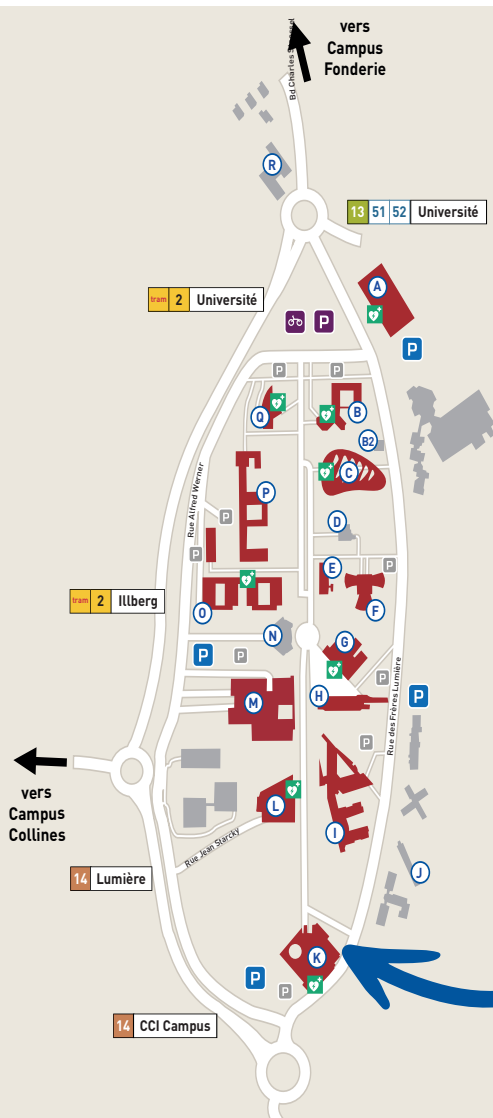 vers
Campus
Fonderie
Bd Charles
R
13 51 52 Université
A
tram 2 Université
P
P
P
P
Q
B
B2
C
P
Rue Alfred Werner
P
D
P
E
P
F
tram 2 Illberg
O
N
G
P
P
P
M
H
P
Rue des Frères Lumière
P
vers
Campus
Collines
L
I
Rue Jean Starcky
14 Lumière
J
K
P
P
14 CCI Campus